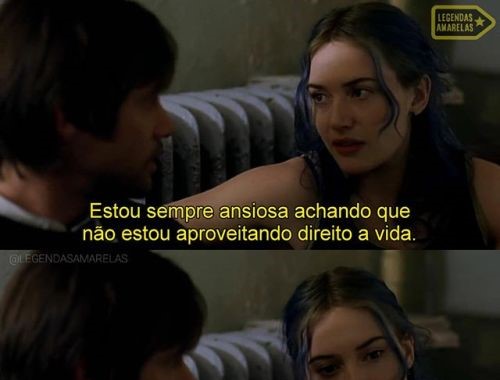 LEGENDAS
AMARELAS
Estou sempre ansiosa achando que
não estou aproveitando direito a vida.
@LEGENDASAMARELAS